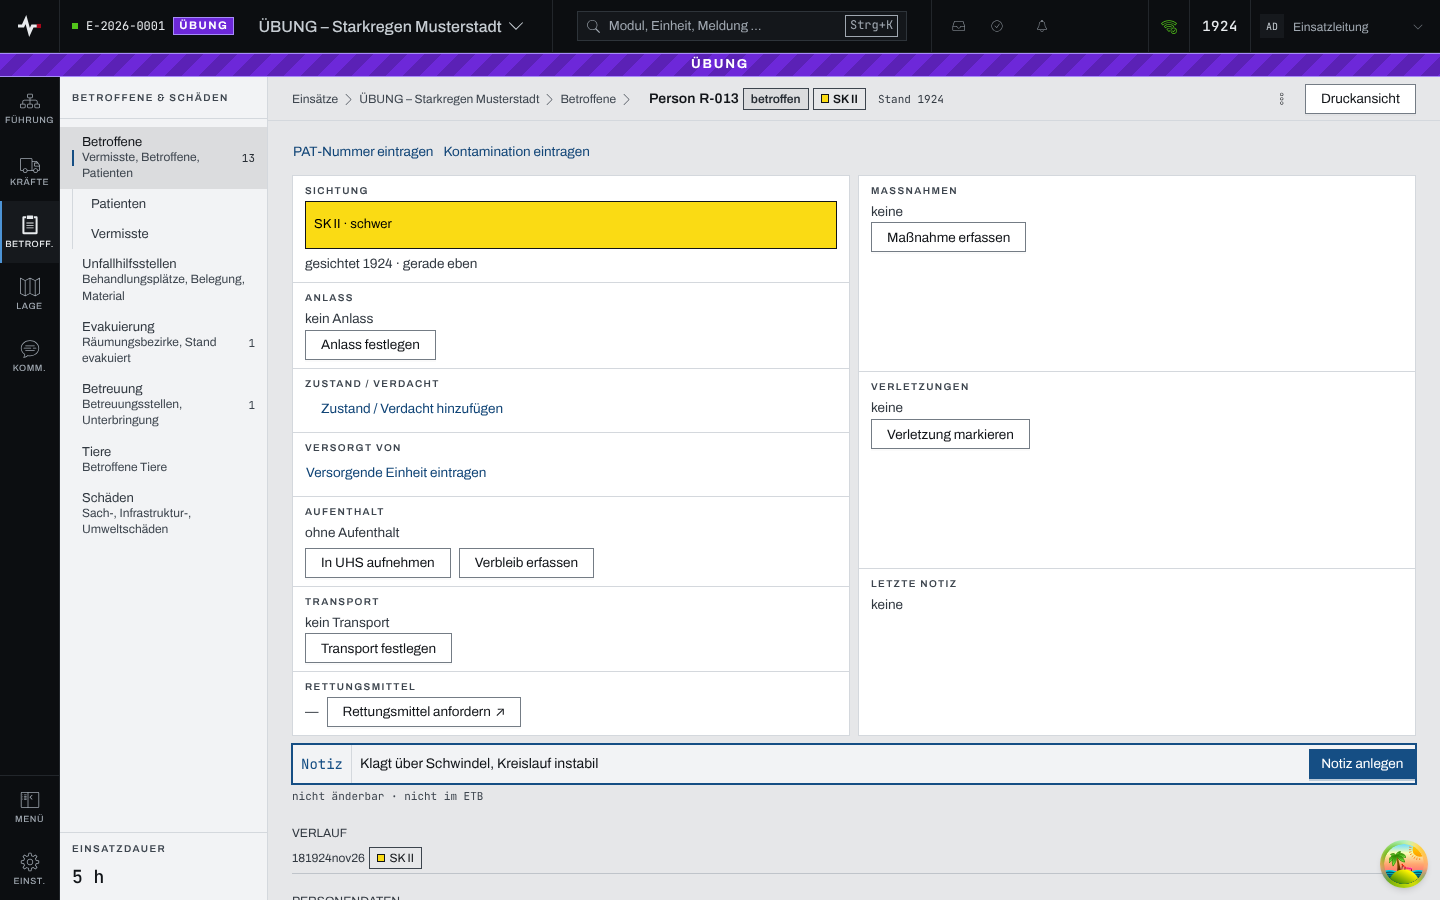 E-2026-0001 ÜBUNG ÜBUNG – Starkregen Musterstadt Modul, Einheit, Meldung ... Strg+K 1924 AD Einsatzleitung
ÜBUNG
FÜHRUNG
KRÄFTE
BETROFF.
LAGE
KOMM.
MENÜ
EINST.
BETROFFENE & SCHÄDEN
Betroffene
Vermisste, Betroffene, 13
Patienten
Patienten
Vermisste
Unfallhilfsstellen
Behandlungsplätze, Belegung,
Material
Evakuierung
Räumungsbezirke, Stand 1
evakuiert
Betreuung
Betreuungsstellen, 1
Unterbringung
Tiere
Betroffene Tiere
Schäden
Sach-, Infrastruktur-,
Umweltschäden
EINSATZDAUER
5 h
Einsätze ÜBUNG – Starkregen Musterstadt Betroffene Person R-013 betroffen SK II Stand 1924 Druckansicht
PAT-Nummer eintragen Kontamination eintragen
SICHTUNG
SK II · schwer
gesichtet 1924 · gerade eben
ANLASS
kein Anlass
Anlass festlegen
ZUSTAND / VERDACHT
Zustand / Verdacht hinzufügen
VERSORGT VON
Versorgende Einheit eintragen
AUFENTHALT
ohne Aufenthalt
In UHS aufnehmen Verbleib erfassen
TRANSPORT
kein Transport
Transport festlegen
RETTUNGSMITTEL
— Rettungsmittel anfordern ↗
MASSNAHMEN
keine
Maßnahme erfassen
VERLETZUNGEN
keine
Verletzung markieren
LETZTE NOTIZ
keine
Notiz Klagt über Schwindel, Kreislauf instabil Notiz anlegen
nicht änderbar · nicht im ETB
VERLAUF
181924nov26 SK II
PERSONENDATEN